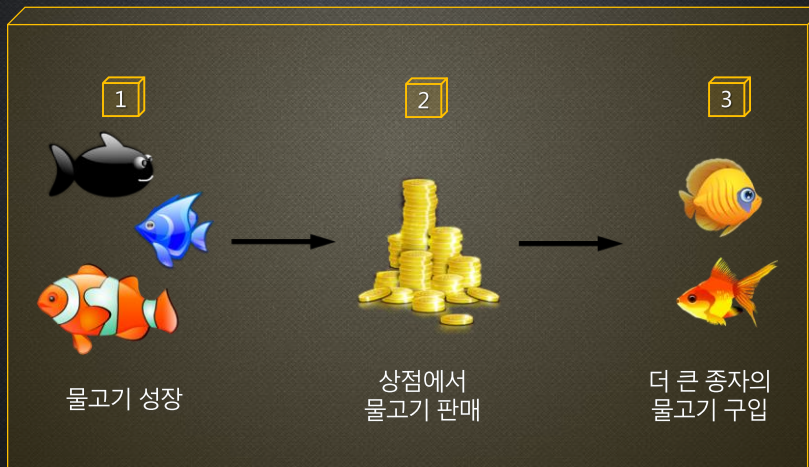 1
2
3
물고기 성장
상점에서
물고기 판매
더 큰 종자의
물고기 구입